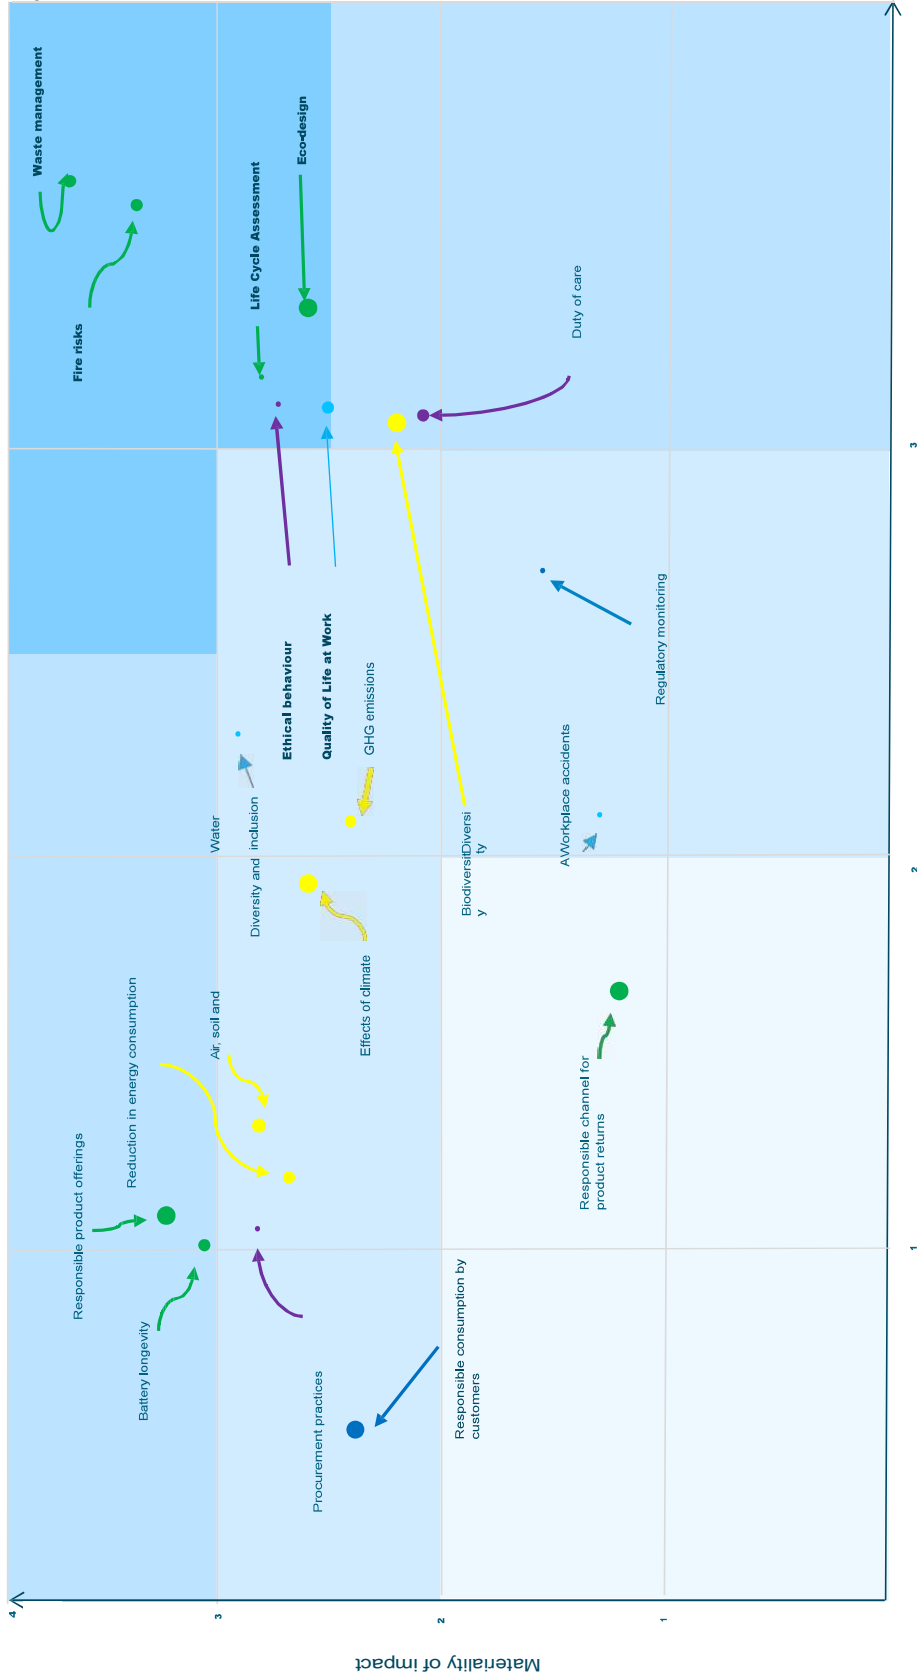 Waste management
Fire risks
Life Cycle Assessment
Eco-design
Duty of care
Ethical behaviour
Quality of Life at Work
GHG emissions
Regulatory monitoring
Water
Diversity and inclusion
BiodiversitDiversi
y ty
AWorkplace accidents
Reduction in energy consumption
Air, soil and
Effects of climate
Responsible product offerings
Battery longevity
Responsible channel for
product returns
Procurement practices
Responsible consumption by
customers
4
3
2
1
3
2
1
Materiality of impact